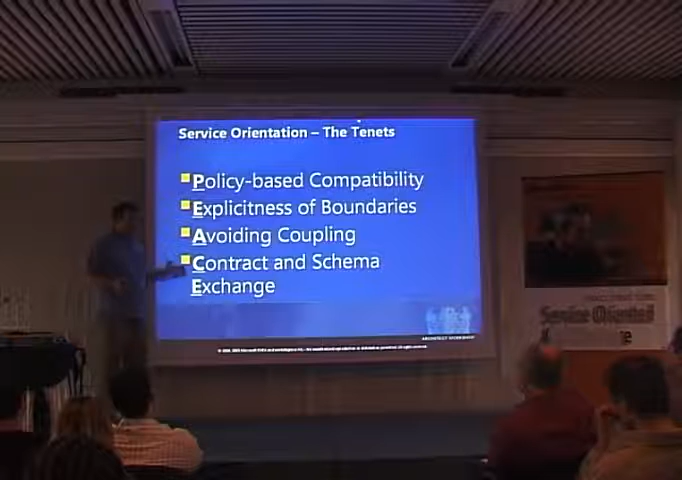 Service Orientation – The Tenets
Policy-based Compatibility
Explicitness of Boundaries
Avoiding Coupling
Contract and Schema
Exchange
Service Oriented